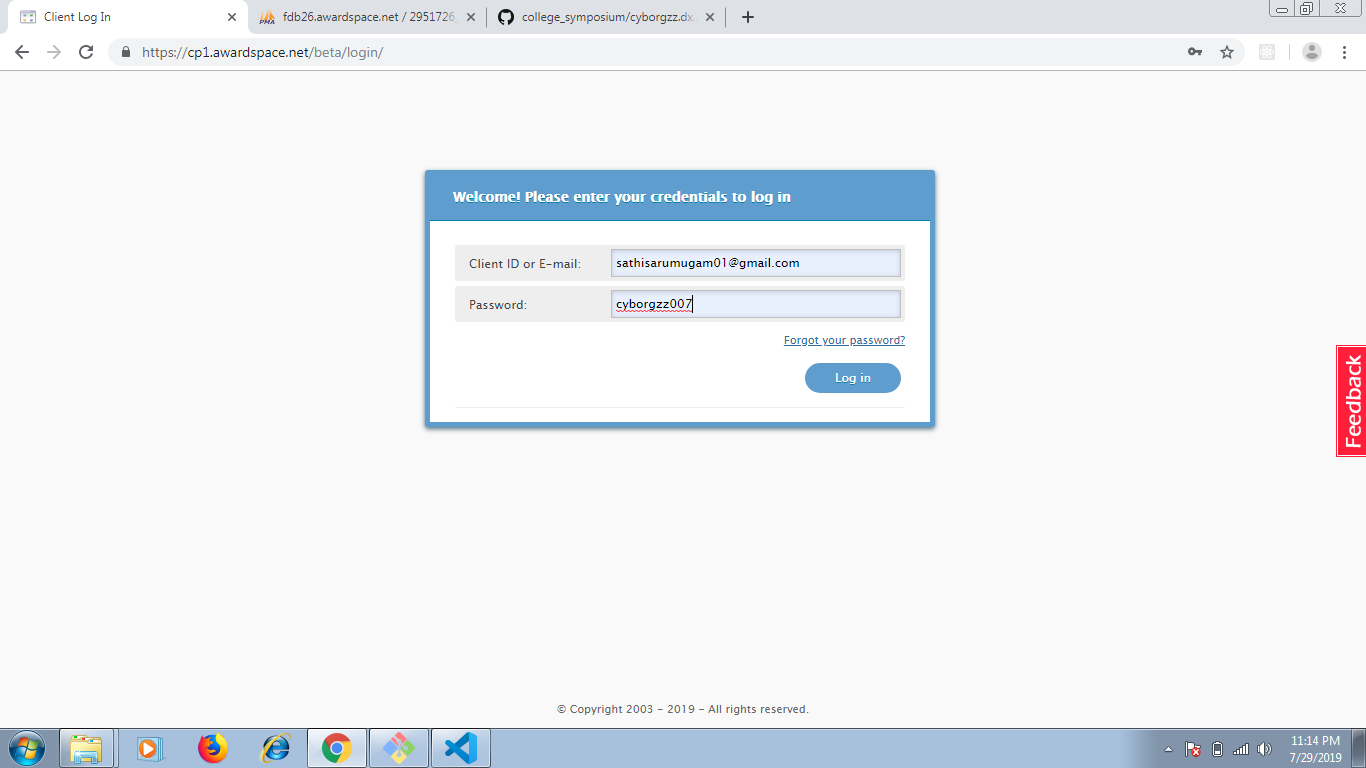 Client Log In
fdb26.awardspace.net / 2951726_
college_symposium/cyborgzz.dx
https://cp1.awardspace.net/beta/login/
Welcome! Please enter your credentials to log in
Client ID or E-mail: sathisarumugam01@gmail.com
Password: cyborgzz007
Forgot your password?
Log in
Feedback
© Copyright 2003 - 2019 - All rights reserved.
11:14 PM
7/29/2019